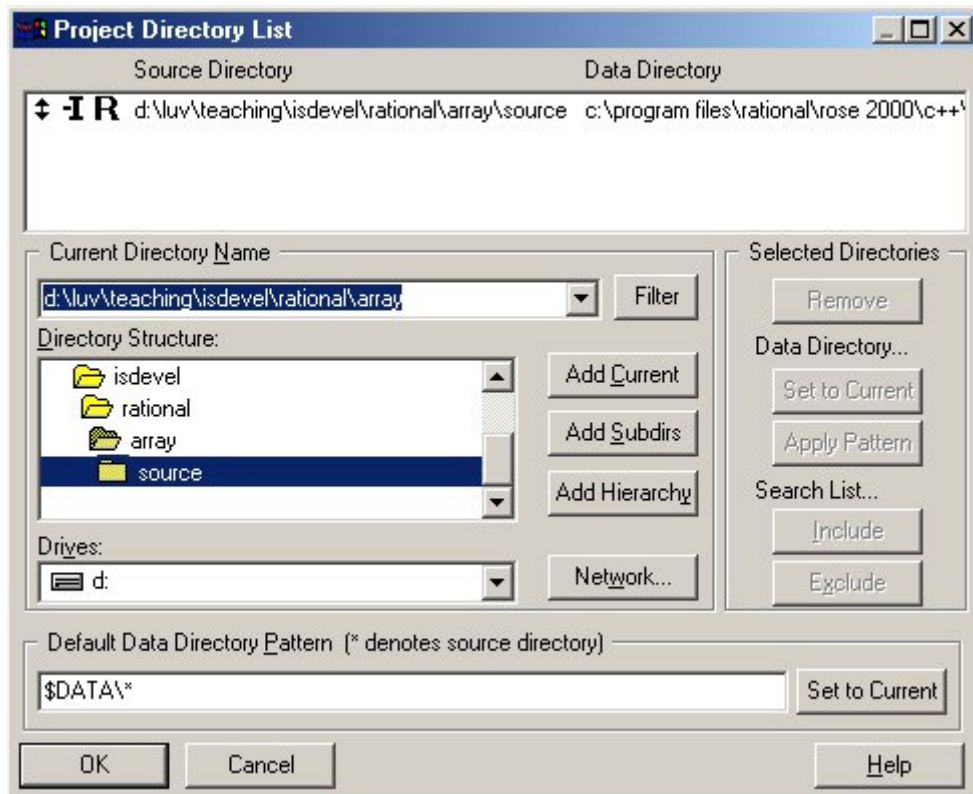 Project Directory List
Source Directory Data Directory
-I R d:\luv\teaching\isdevel\rational\array\source c:\program files\rational\rose 2000\c++\
Current Directory Name
d:\luv\teaching\isdevel\rational\array
Filter
Directory Structure:
isdevel
rational
array
source
Add Current
Add Subdirs
Add Hierarchy
Drives:
d:
Network...
Selected Directories
Remove
Data Directory...
Set to Current
Apply Pattern
Search List...
Include
Exclude
Default Data Directory Pattern (* denotes source directory)
$DATA\*
Set to Current
OK
Cancel
Help